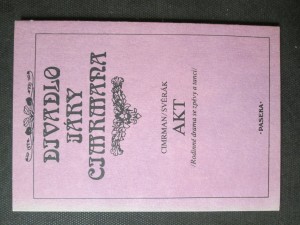 DIVADLO
JÁRY
CIMRMANA
CIMRMAN/SVĚRÁK
AKT
/Rodinné drama se zpěvy a tanci/
·PASEKA·